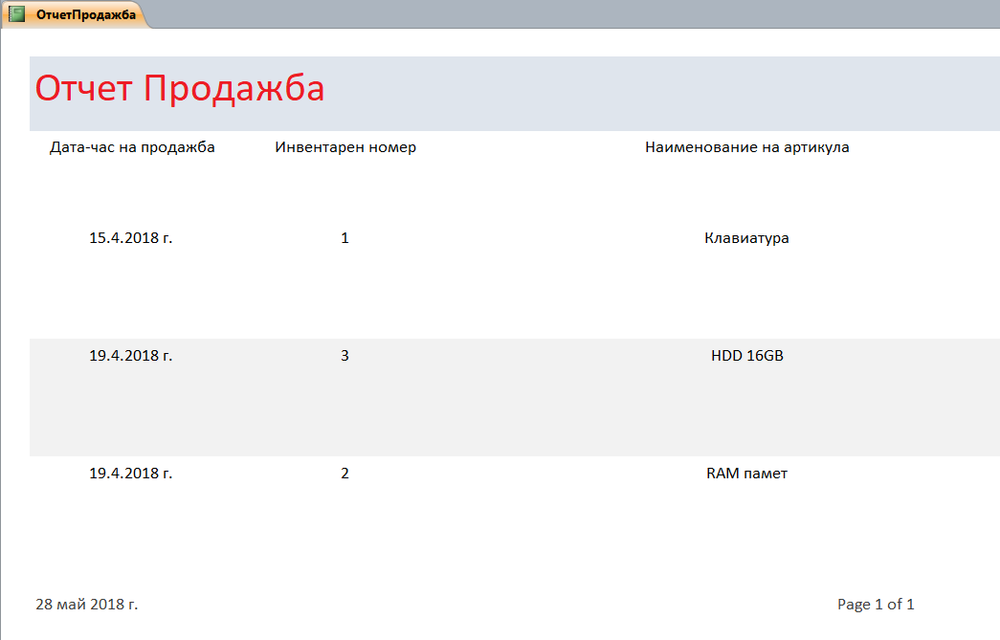 ОтчетПродажба
Отчет Продажба
Дата-час на продажба Инвентарен номер Наименование на артикула
15.4.2018 г. 1 Клавиатура
19.4.2018 г. 3 HDD 16GB
19.4.2018 г. 2 RAM памет
28 май 2018 г. Page 1 of 1